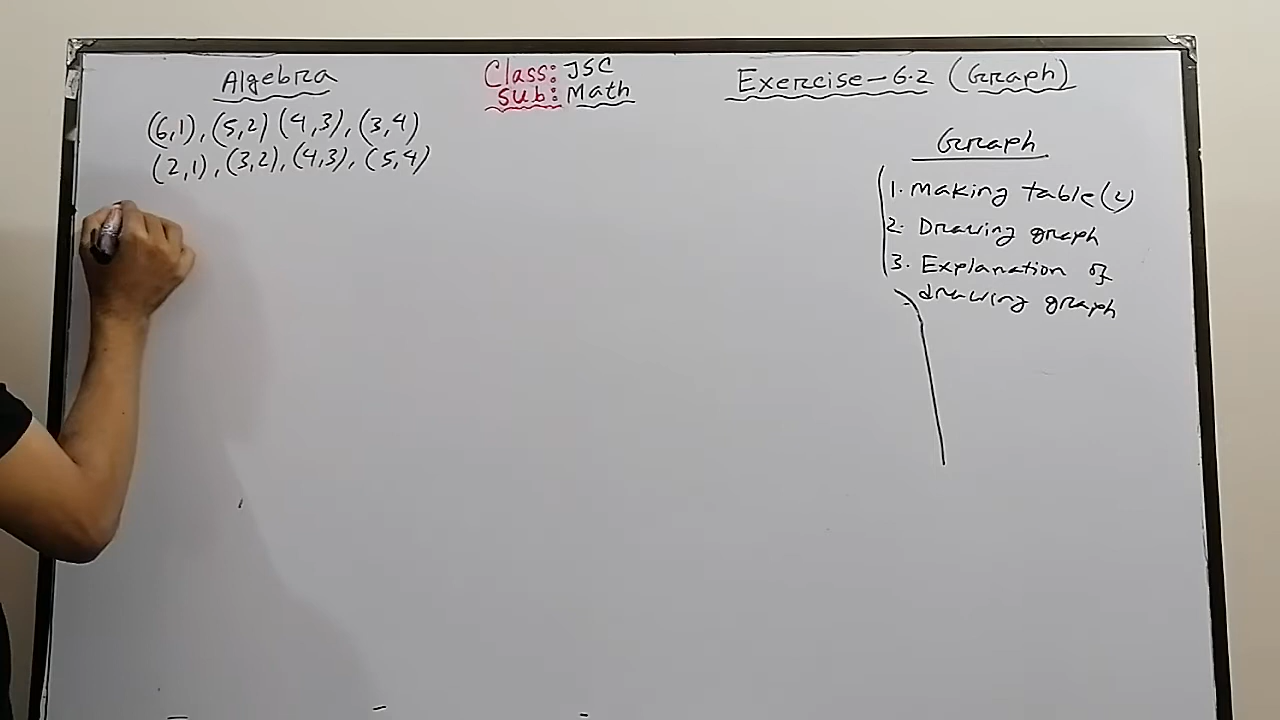 Algebra
Class: JSC
Sub: Math
Exercise-6.2 (Graph)
(6,1), (5,2) (4,3), (3,4)
(2,1), (3,2), (4,3), (5,4)
Graph
1. Making table (2)
2. Drawing graph
3. Explanation of
drawing graph